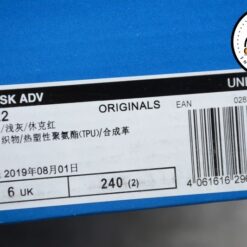 SK ADV
ORIGINALS
UNI
2
EAN
028
/浅灰/休克红
织物/热塑性聚氨酯(TPU)/合成革
2019年08月01日
6 UK
240 (2)
4 061616 29